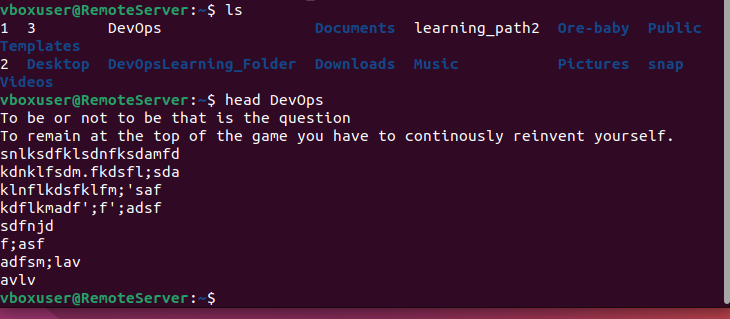 vboxuser@RemoteServer:~$ ls
1  3        DevOps                 Documents  learning_path2  Ore-baby  Public
Templates
2  Desktop  DevOpsLearning_Folder  Downloads  Music           Pictures  snap
Videos
vboxuser@RemoteServer:~$ head DevOps
To be or not to be that is the question
To remain at the top of the game you have to continously reinvent yourself.
snlksdfklsdnfksdamfd
kdnklfsdm.fkdsfl;sda
klnflkdsfklfm;'saf
kdflkmadf';f';adsf
sdfnjd
f;asf
adfsm;lav
avlv
vboxuser@RemoteServer:~$